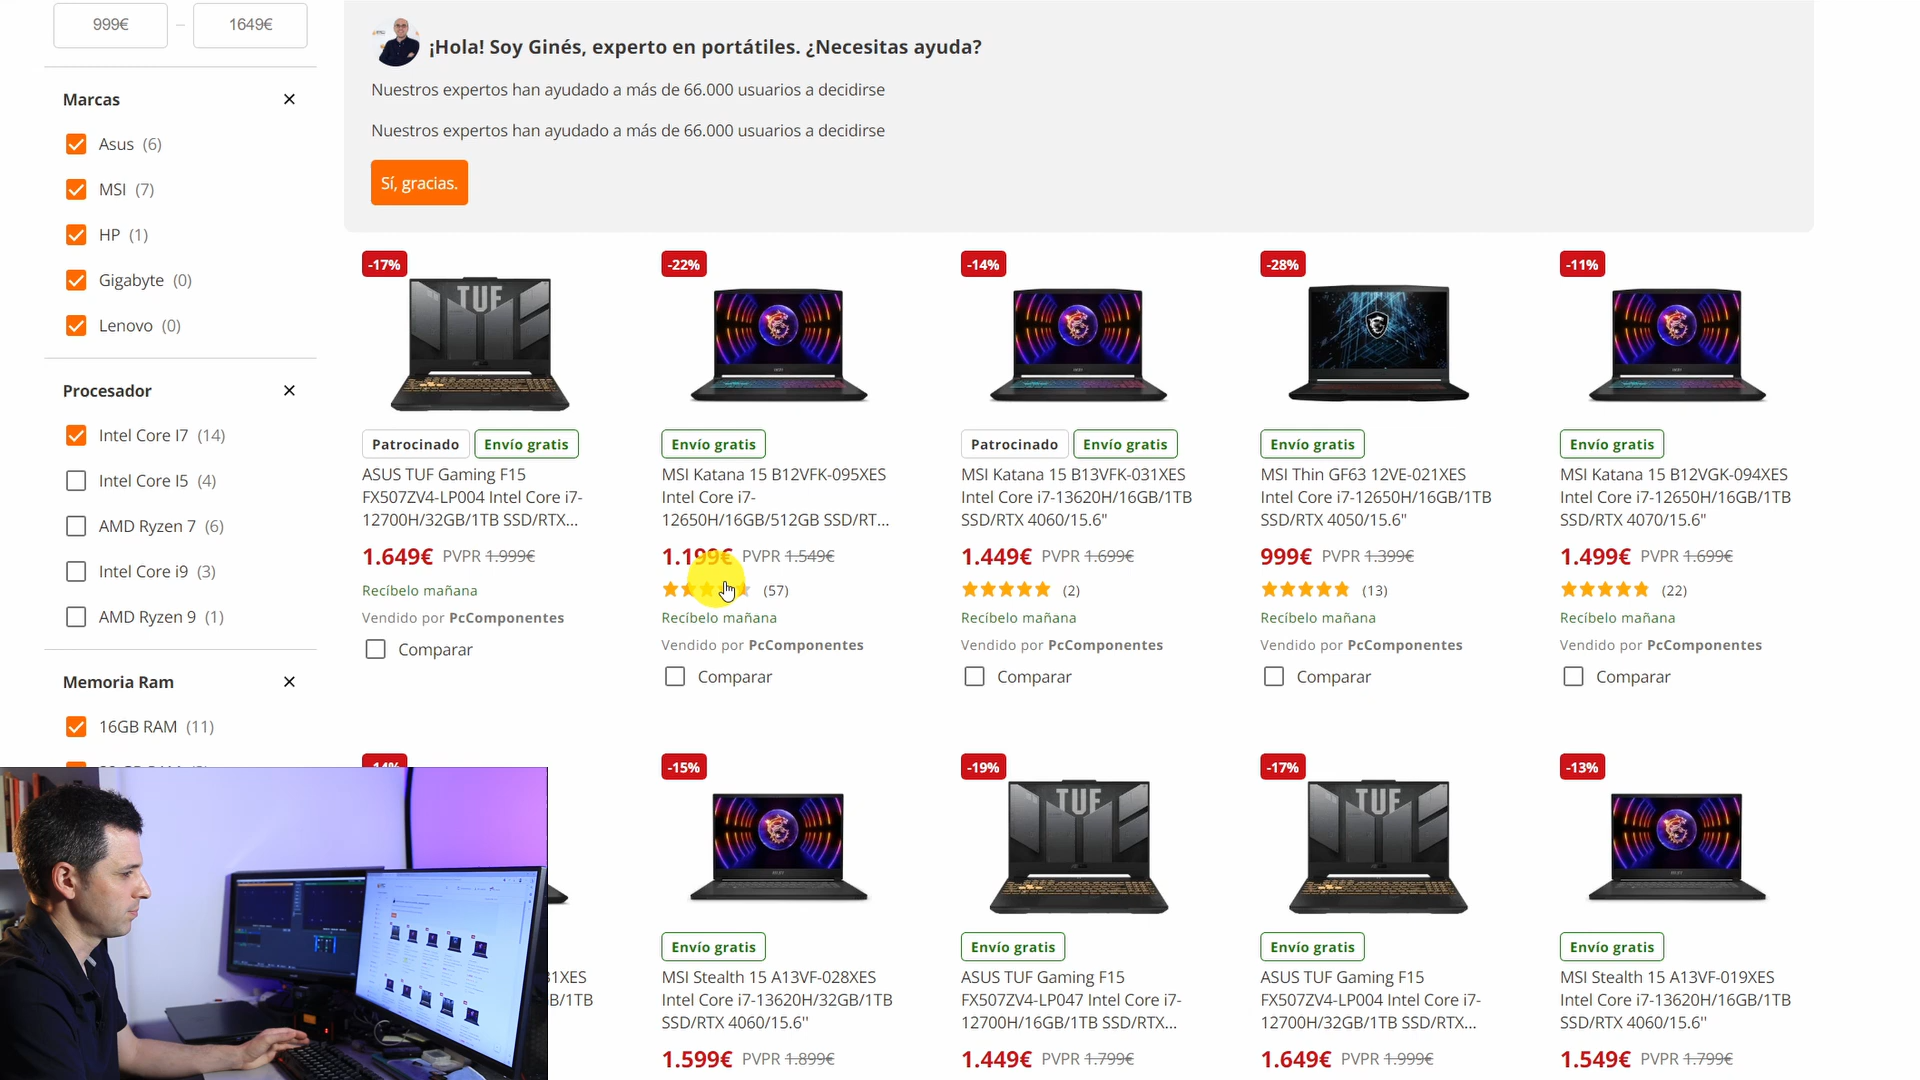 999€ – 1649€
Marcas
Asus (6)
MSI (7)
HP (1)
Gigabyte (0)
Lenovo (0)
Procesador
Intel Core I7 (14)
Intel Core I5 (4)
AMD Ryzen 7 (6)
Intel Core i9 (3)
AMD Ryzen 9 (1)
Memoria Ram
16GB RAM (11)
¡Hola! Soy Ginés, experto en portátiles. ¿Necesitas ayuda?
Nuestros expertos han ayudado a más de 66.000 usuarios a decidirse
Nuestros expertos han ayudado a más de 66.000 usuarios a decidirse
Sí, gracias.
-17%
TUF
Patrocinado Envío gratis
ASUS TUF Gaming F15
FX507ZV4-LP004 Intel Core i7-
12700H/32GB/1TB SSD/RTX...
1.649€ PVPR 1.999€
Recíbelo mañana
Vendido por PcComponentes
Comparar
-22%
Envío gratis
MSI Katana 15 B12VFK-095XES
Intel Core i7-
12650H/16GB/512GB SSD/RT...
1.199€ PVPR 1.549€
(57)
Recíbelo mañana
Vendido por PcComponentes
Comparar
-14%
Patrocinado Envío gratis
MSI Katana 15 B13VFK-031XES
Intel Core i7-13620H/16GB/1TB
SSD/RTX 4060/15.6"
1.449€ PVPR 1.699€
(2)
Recíbelo mañana
Vendido por PcComponentes
Comparar
-28%
Envío gratis
MSI Thin GF63 12VE-021XES
Intel Core i7-12650H/16GB/1TB
SSD/RTX 4050/15.6"
999€ PVPR 1.399€
(13)
Recíbelo mañana
Vendido por PcComponentes
Comparar
-11%
Envío gratis
MSI Katana 15 B12VGK-094XES
Intel Core i7-12650H/16GB/1TB
SSD/RTX 4070/15.6"
1.499€ PVPR 1.699€
(22)
Recíbelo mañana
Vendido por PcComponentes
Comparar
-14%
1XES
B/1TB
-15%
Envío gratis
MSI Stealth 15 A13VF-028XES
Intel Core i7-13620H/32GB/1TB
SSD/RTX 4060/15.6''
1.599€ PVPR 1.899€
-19%
TUF
Envío gratis
ASUS TUF Gaming F15
FX507ZV4-LP047 Intel Core i7-
12700H/16GB/1TB SSD/RTX...
1.449€ PVPR 1.799€
-17%
TUF
Envío gratis
ASUS TUF Gaming F15
FX507ZV4-LP004 Intel Core i7-
12700H/32GB/1TB SSD/RTX...
1.649€ PVPR 1.999€
-13%
Envío gratis
MSI Stealth 15 A13VF-019XES
Intel Core i7-13620H/16GB/1TB
SSD/RTX 4060/15.6''
1.549€ PVPR 1.799€